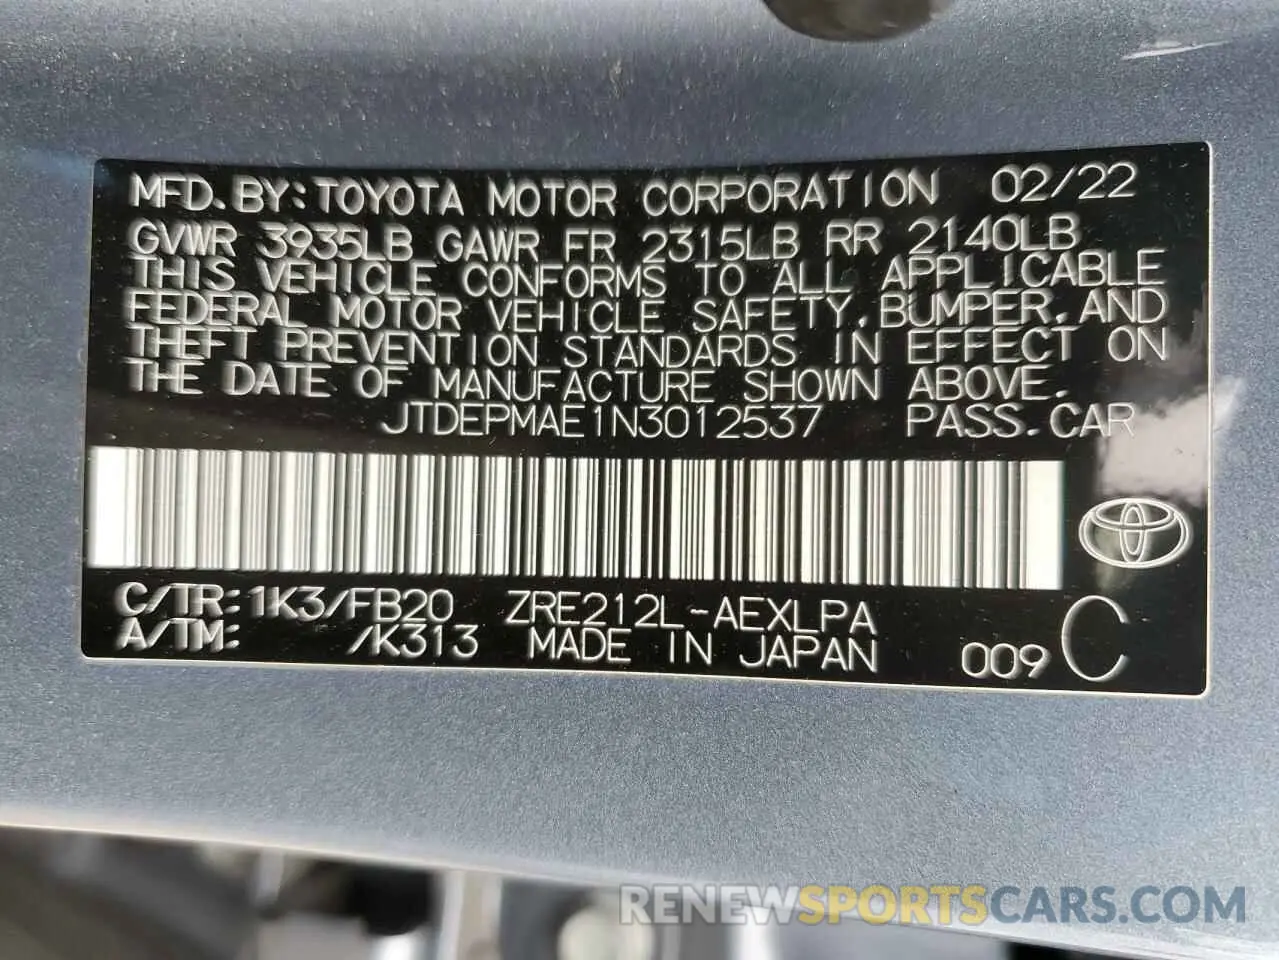 MFD.BY:TOYOTA MOTOR CORPORATION 02/22
GVWR 3935LB GAWR FR 2315LB RR 2140LB
THIS VEHICLE CONFORMS TO ALL APPLICABLE
FEDERAL MOTOR VEHICLE SAFETY,BUMPER,AND
THEFT PREVENTION STANDARDS IN EFFECT ON
THE DATE OF MANUFACTURE SHOWN ABOVE.
JTDEPMAE1N3012537 PASS.CAR
C/TR:1K3/FB20 ZRE212L-AEXLPA
A/TM: /K313 MADE IN JAPAN 009 C
RENEWSPORTSCARS.COM